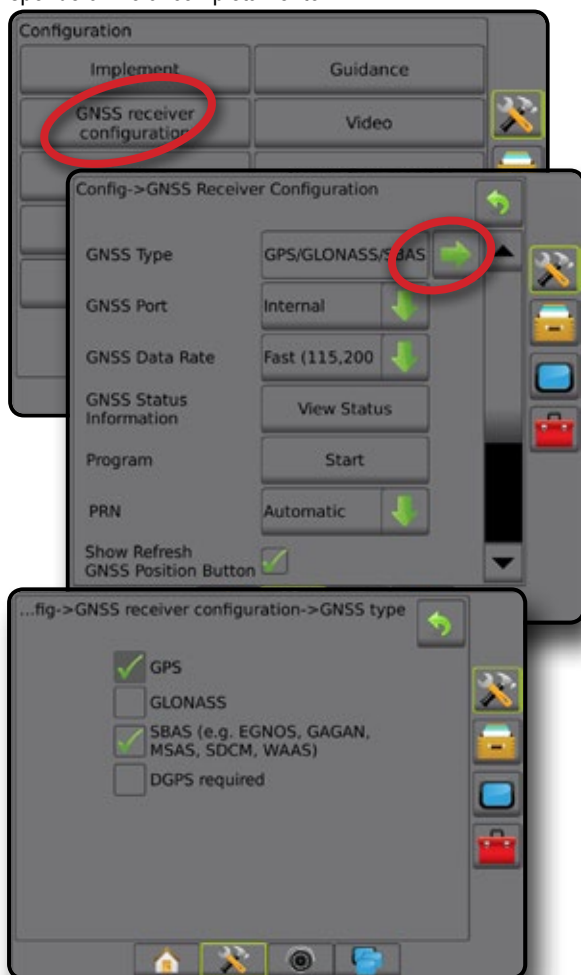 Configuration
Implement
Guidance
GNSS receiver
configuration
Video
Config->GNSS Receiver Configuration
GNSS Type
GPS/GLONASS/SBAS
GNSS Port
Internal
GNSS Data Rate
Fast (115,200
GNSS Status
Information
View Status
Program
Start
PRN
Automatic
Show Refresh
GNSS Position Button
...fig->GNSS receiver configuration->GNSS type
GPS
GLONASS
SBAS (e.g. EGNOS, GAGAN,
MSAS, SDCM, WAAS)
DGPS required